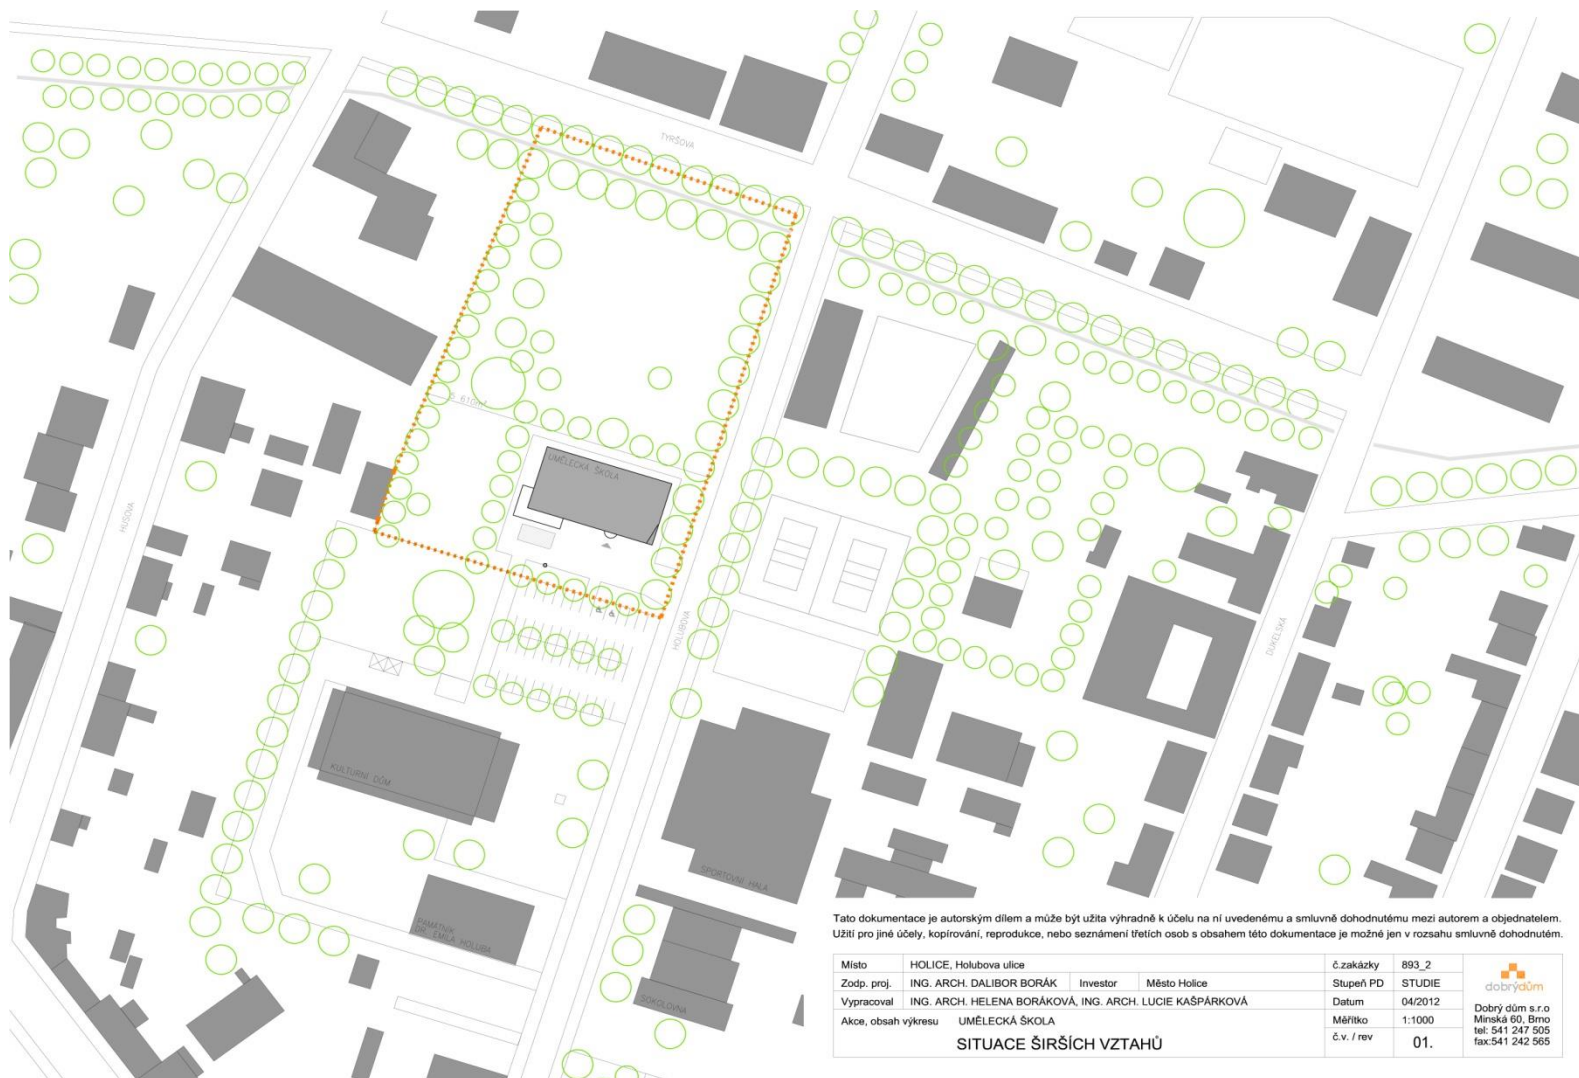 TYRŠOVA
610m²
UMĚLECKÁ ŠKOLA
HUSOVA
HOLUBOVA
DUKELSKÁ
KULTURNÍ DŮM
SPORTOVNÍ HALA
PAMÁTNÍK
DR. EMILA HOLUBA
SOKOLOVNA
Tato dokumentace je autorským dílem a může být užita výhradně k účelu na ní uvedenému a smluvně dohodnutému mezi autorem a objednatelem.
Užití pro jiné účely, kopírování, reprodukce, nebo seznámení třetích osob s obsahem této dokumentace je možné jen v rozsahu smluvně dohodnutém.
Místo HOLICE, Holubova ulice č.zakázky 893_2
Zodp. proj. ING. ARCH. DALIBOR BORÁK Investor Město Holice Stupeň PD STUDIE
Vypracoval ING. ARCH. HELENA BORÁKOVÁ, ING. ARCH. LUCIE KAŠPÁRKOVÁ Datum 04/2012
Akce, obsah výkresu UMĚLECKÁ ŠKOLA Měřítko 1:1000
SITUACE ŠIRŠÍCH VZTAHŮ č.v. / rev 01.
dobrýdům
Dobrý dům s.r.o
Minská 60, Brno
tel: 541 247 505
fax:541 242 565